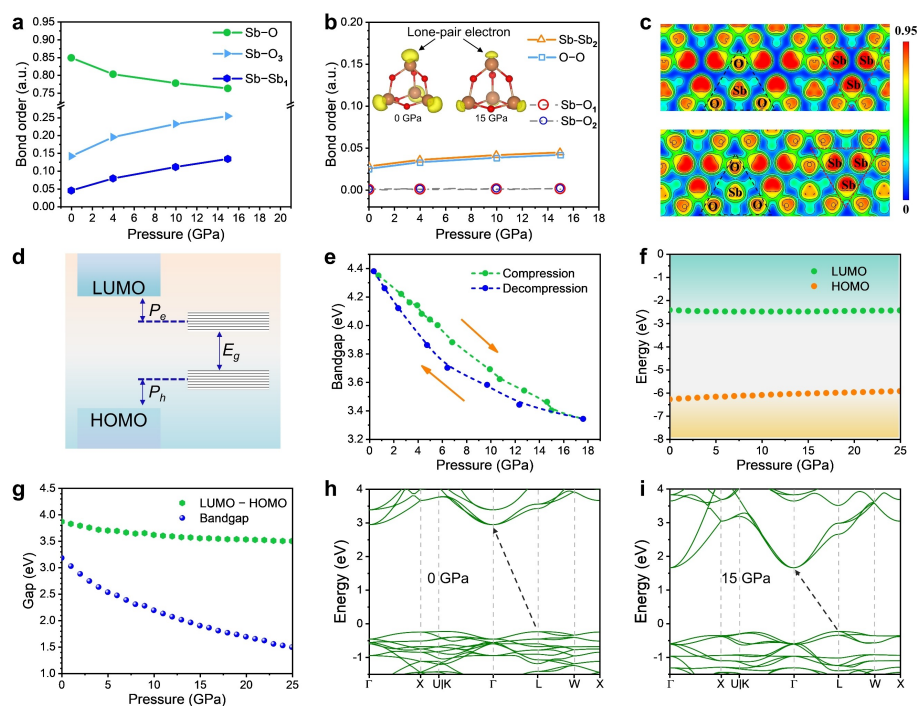 a
0.95
0.85
0.80
0.75
0.25
0.20
0.15
0.10
0.05
0 2 4 6 8 10 12 14 16 18 20
Bond order (a.u.)
Pressure (GPa)
Sb−O
Sb−O3
Sb−Sb1
b
0.20
0.15
0.10
0.05
0.00
0 2 4 6 8 10 12 14 16 18
Bond order (a.u.)
Pressure (GPa)
Lone-pair electron
0 GPa
15 GPa
Sb-Sb2
O−O
Sb−O1
Sb−O2
c
O
Sb
O O
Sb Sb
Sb
O
Sb
O O
Sb Sb
Sb
0.95
0
d
LUMO
Pe
Eg
Ph
HOMO
e
4.4
4.2
4.0
3.8
3.6
3.4
3.2
0 2 4 6 8 10 12 14 16 18
Bandgap (eV)
Pressure (GPa)
Compression
Decompression
f
0
-2
-3
-5
-6
-8
0 5 10 15 20 25
Energy (eV)
Pressure (GPa)
LUMO
HOMO
g
4.5
4.0
3.5
3.0
2.5
2.0
1.5
1.0
0 5 10 15 20 25
Gap (eV)
Pressure (GPa)
LUMO − HOMO
Bandgap
h
4
3
2
1
0
-1
Energy (eV)
0 GPa
Γ X U|K Γ L W X
i
4
3
2
1
0
-1
Energy (eV)
15 GPa
Γ X U|K Γ L W X